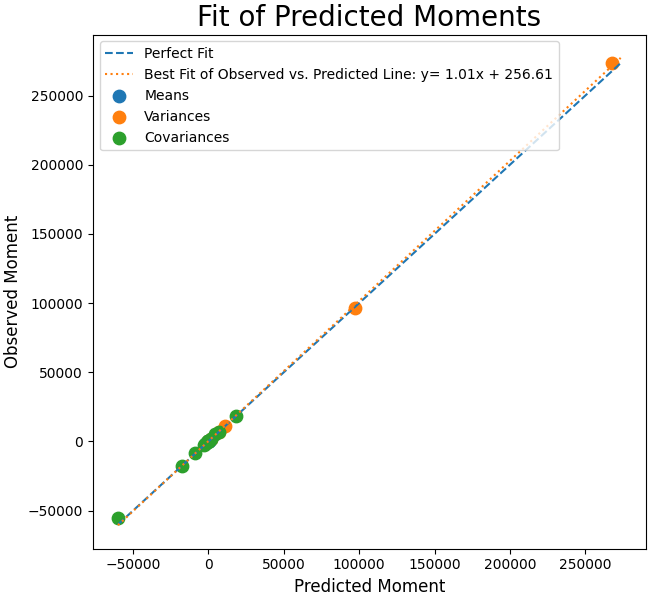 Fit of Predicted Moments
Perfect Fit
Best Fit of Observed vs. Predicted Line: y= 1.01x + 256.61
Means
Variances
Covariances
250000
200000
150000
100000
50000
0
−50000
Observed Moment
−50000 0 50000 100000 150000 200000 250000
Predicted Moment